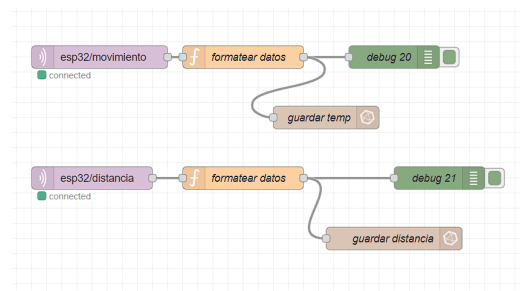 esp32/movimiento
formatear datos
debug 20
connected
guardar temp
esp32/distancia
formatear datos
debug 21
connected
guardar distancia